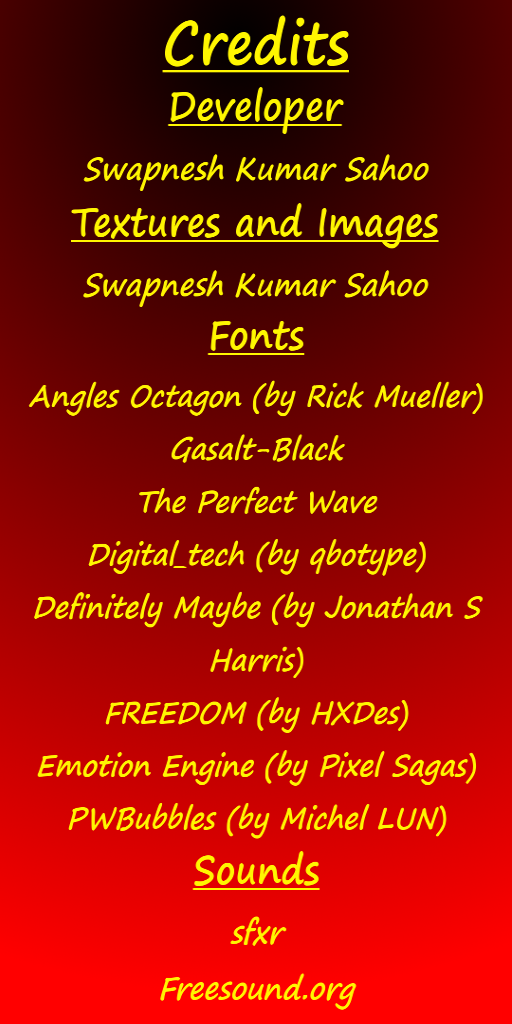 Credits
Developer
Swapnesh Kumar Sahoo
Textures and Images
Swapnesh Kumar Sahoo
Fonts
Angles Octagon (by Rick Mueller)
Gasalt-Black
The Perfect Wave
Digital_tech (by qbotype)
Definitely Maybe (by Jonathan S
Harris)
FREEDOM (by HXDes)
Emotion Engine (by Pixel Sagas)
PWBubbles (by Michel LUN)
Sounds
sfxr
Freesound.org